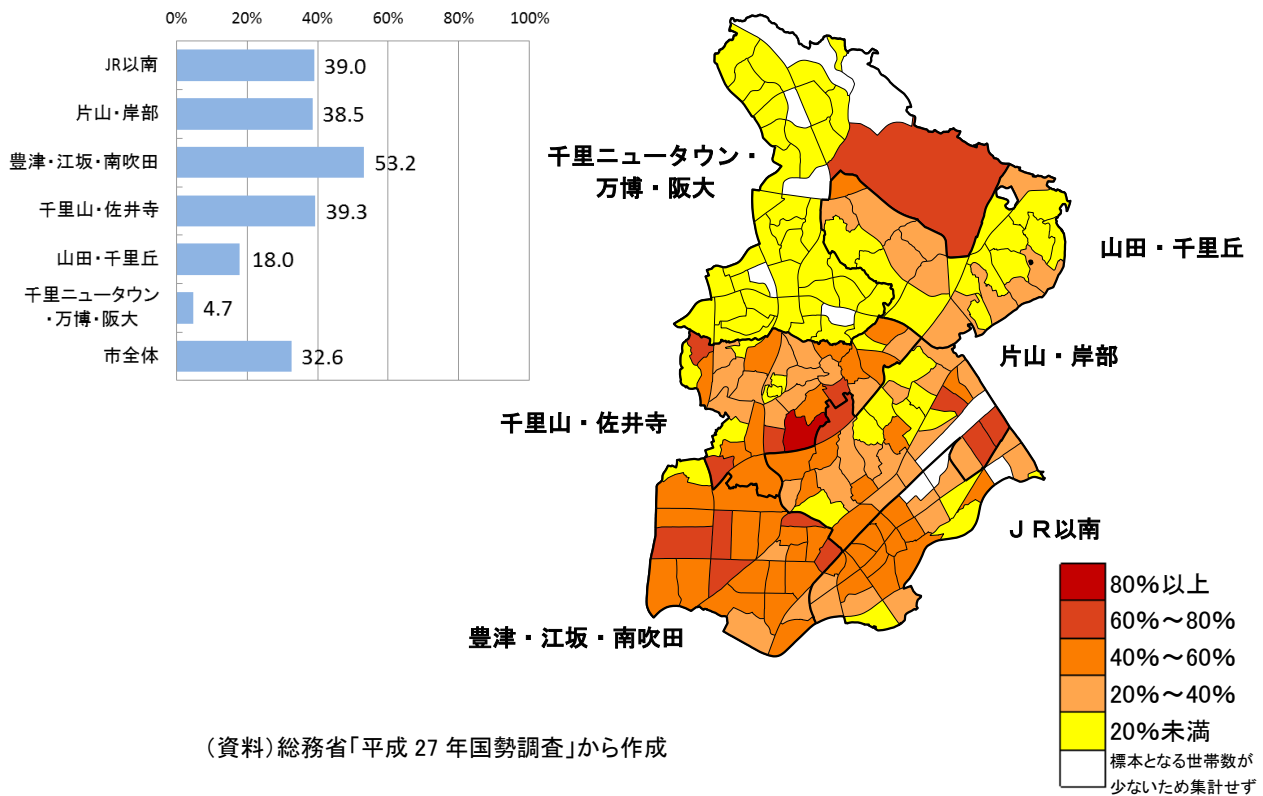 0%
20%
40%
60%
80%
100%
JR以南
39.0
片山・岸部
38.5
豊津・江坂・南吹田
53.2
千里山・佐井寺
39.3
山田・千里丘
18.0
千里ニュータウン
・万博・阪大
4.7
市全体
32.6
千里ニュータウン・
万博・阪大
山田・千里丘
片山・岸部
千里山・佐井寺
ＪＲ以南
豊津・江坂・南吹田
80%以上
60%～80%
40%～60%
20%～40%
20%未満
標本となる世帯数が
少ないため集計せず
（資料）総務省「平成 27 年国勢調査」から作成